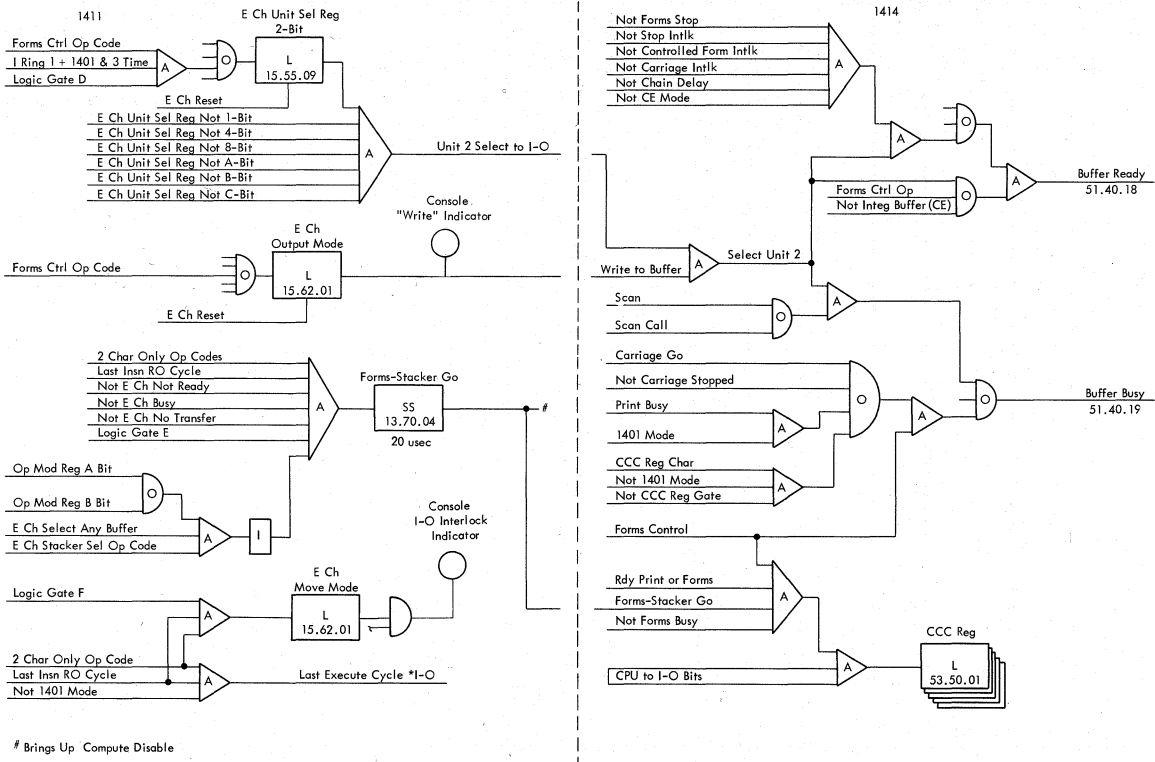 1411
E Ch Unit Sel Reg
2-Bit
Forms Ctrl Op Code
I Ring 1 + 1401 & 3 Time
Logic Gate D
A
O
L
15.55.09
E Ch Reset
E Ch Unit Sel Reg Not 1-Bit
E Ch Unit Sel Reg Not 4-Bit
E Ch Unit Sel Reg Not 8-Bit
E Ch Unit Sel Reg Not A-Bit
E Ch Unit Sel Reg Not B-Bit
E Ch Unit Sel Reg Not C-Bit
A
Unit 2 Select to I-O
Console
"Write" Indicator
E Ch
Output Mode
Forms Ctrl Op Code
O
L
15.62.01
E Ch Reset
2 Char Only Op Codes
Last Insn RO Cycle
Not E Ch Not Ready
Not E Ch Busy
Not E Ch No Transfer
Logic Gate E
A
Forms-Stacker Go
SS
13.70.04
20 usec
#
Op Mod Reg A Bit
Op Mod Reg B Bit
O
E Ch Select Any Buffer
E Ch Stacker Sel Op Code
A
I
Console
I-O Interlock
Indicator
E Ch
Move Mode
Logic Gate F
A
L
15.62.01
2 Char Only Op Code
Last Insn RO Cycle
Not 1401 Mode
A
Last Execute Cycle *I-O
# Brings Up Compute Disable
1414
Not Forms Stop
Not Stop Intlk
Not Controlled Form Intlk
Not Carriage Intlk
Not Chain Delay
Not CE Mode
A
A
O
Forms Ctrl Op
Not Integ Buffer (CE)
O
A
Buffer Ready
51.40.18
Write to Buffer
A
Select Unit 2
Scan
Scan Call
O
A
Carriage Go
Not Carriage Stopped
Print Busy
1401 Mode
A
O
CCC Reg Char
Not 1401 Mode
Not CCC Reg Gate
A
A
O
Buffer Busy
51.40.19
Forms Control
Rdy Print or Forms
Forms-Stacker Go
Not Forms Busy
A
CPU to I-O Bits
A
CCC Reg
L
53.50.01